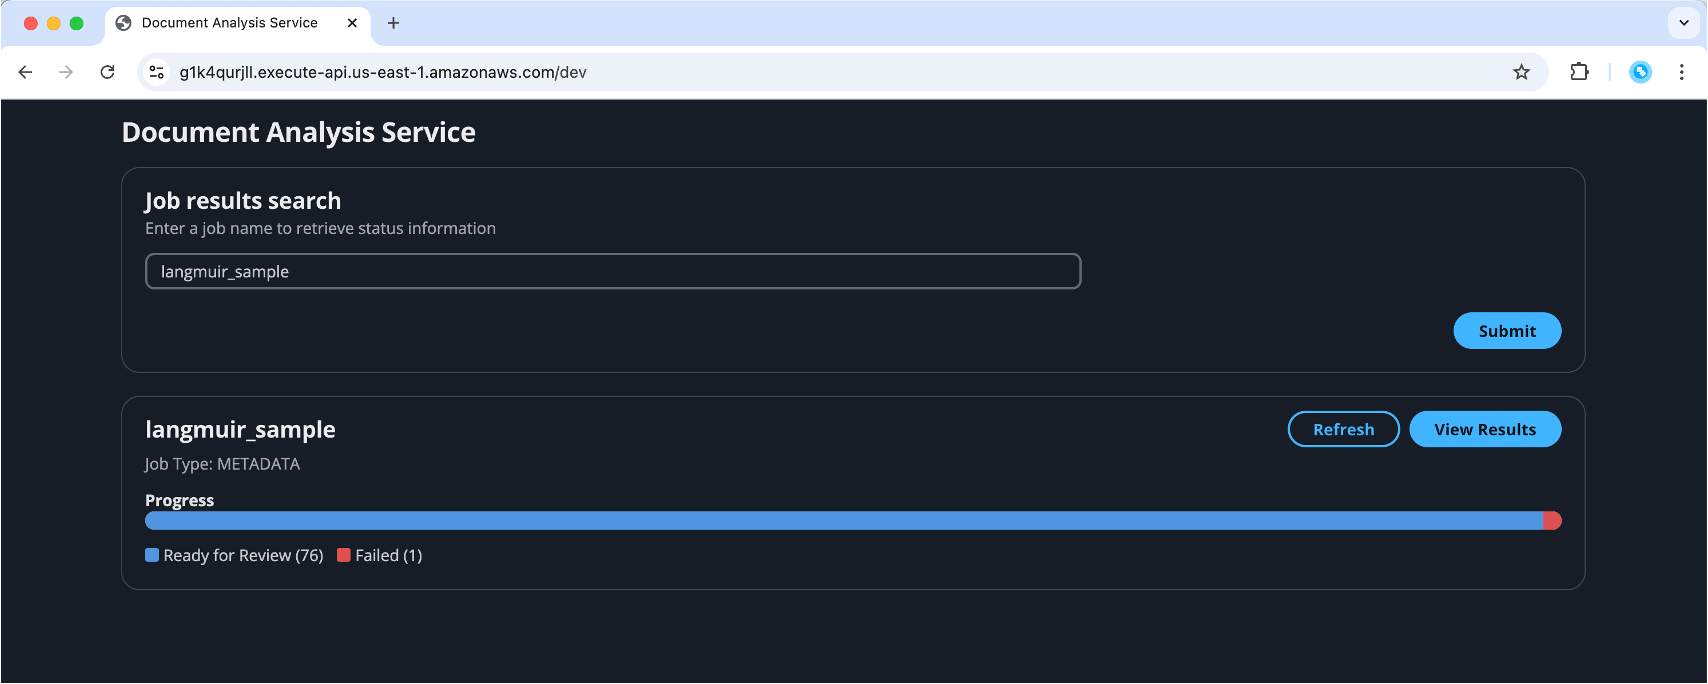 Document Analysis Service
g1k4qurjll.execute-api.us-east-1.amazonaws.com/dev
Document Analysis Service
Job results search
Enter a job name to retrieve status information
langmuir_sample
Submit
langmuir_sample
Refresh
View Results
Job Type: METADATA
Progress
Ready for Review (76) Failed (1)